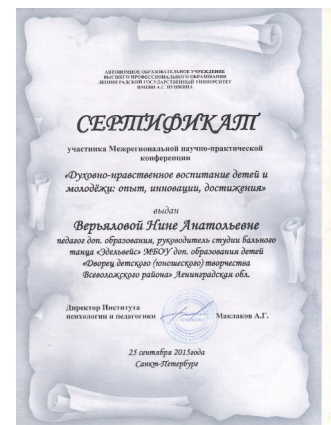 АВТОНОМНОЕ ОБРАЗОВАТЕЛЬНОЕ УЧРЕЖДЕНИЕ
ВЫСШЕГО ПРОФЕССИОНАЛЬНОГО ОБРАЗОВАНИЯ
ЛЕНИНГРАДСКИЙ ГОСУДАРСТВЕННЫЙ УНИВЕРСИТЕТ
ИМЕНИ А.С. ПУШКИНА
СЕРТИФИКАТ
участника Межрегиональной научно-практической
конференции
«Духовно-нравственное воспитание детей и
молодёжи: опыт, инновации, достижения»
выдан
Верьяловой Нине Анатольевне
педагог доп. образования, руководитель студии бального
танца «Эдельвейс» МБОУ доп. образования детей
«Дворец детского (юношеского) творчества
Всеволожского района» Ленинградская обл.
Директор Института
психологии и педагогики Маклаков А.Г.
25 сентября 2015года
Санкт-Петербург